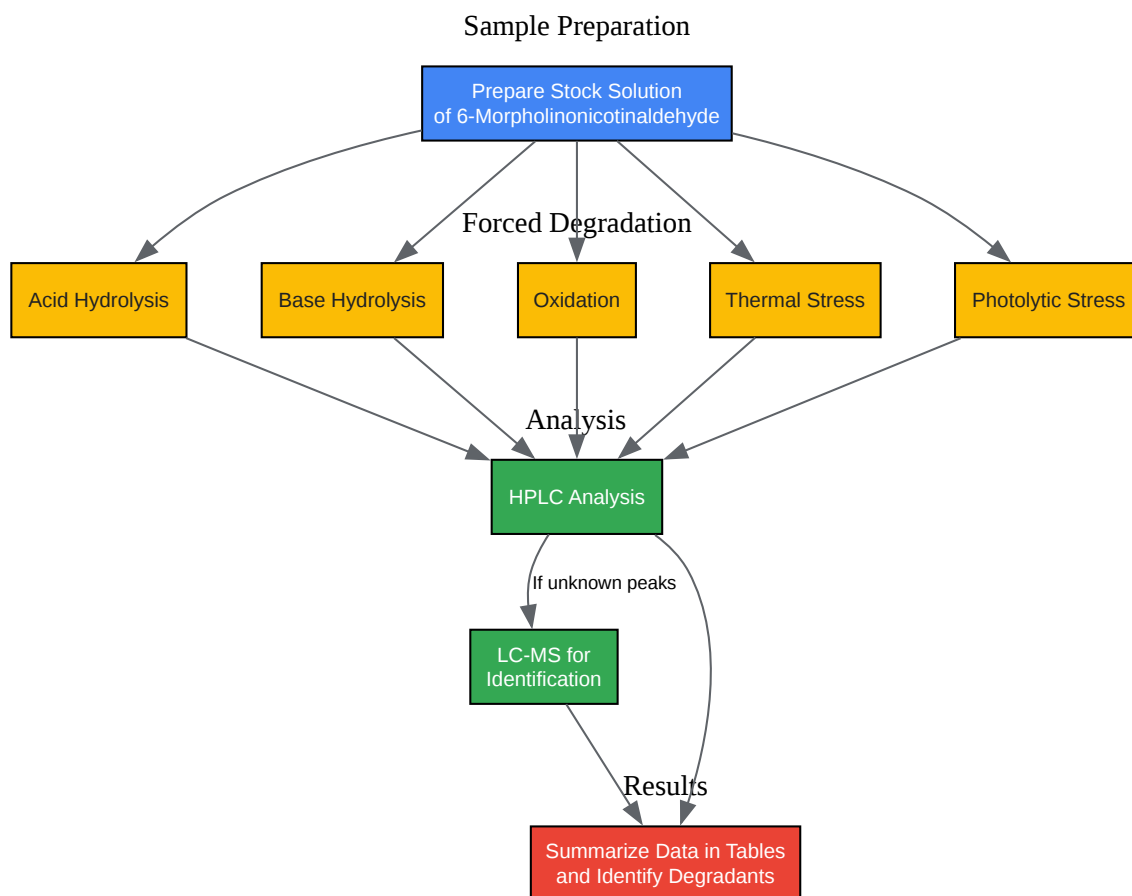 Sample Preparation
Prepare Stock Solution
of 6-Morpholinonicotinaldehyde
Forced Degradation
Acid Hydrolysis
Base Hydrolysis
Oxidation
Thermal Stress
Photolytic Stress
Analysis
HPLC Analysis
If unknown peaks
LC-MS for
Identification
Results
Summarize Data in Tables
and Identify Degradants